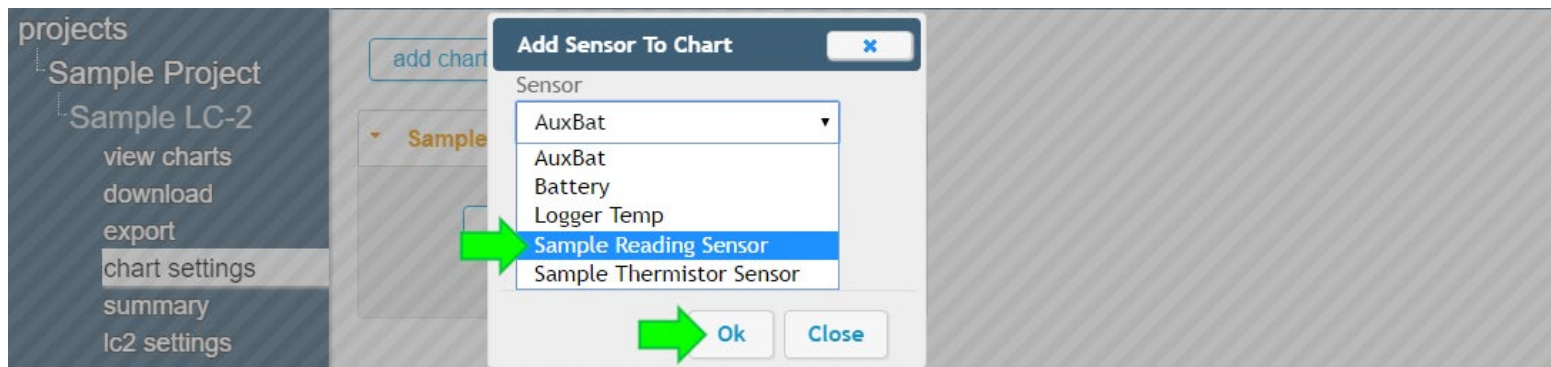 projects
Sample Project
Sample LC-2
view charts
download
export
chart settings
summary
lc2 settings
add chart
Sample
Add Sensor To Chart
Sensor
AuxBat
AuxBat
Battery
Logger Temp
Sample Reading Sensor
Sample Thermistor Sensor
Ok
Close